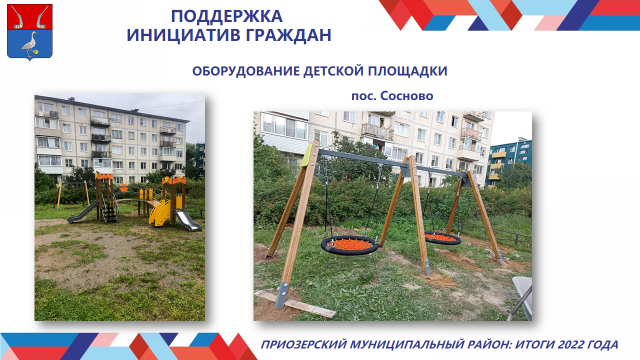 ПОДДЕРЖКА
ИНИЦИАТИВ ГРАЖДАН
ОБОРУДОВАНИЕ ДЕТСКОЙ ПЛОЩАДКИ
пос. Сосново
ПРИОЗЕРСКИЙ МУНИЦИПАЛЬНЫЙ РАЙОН: ИТОГИ 2022 ГОДА